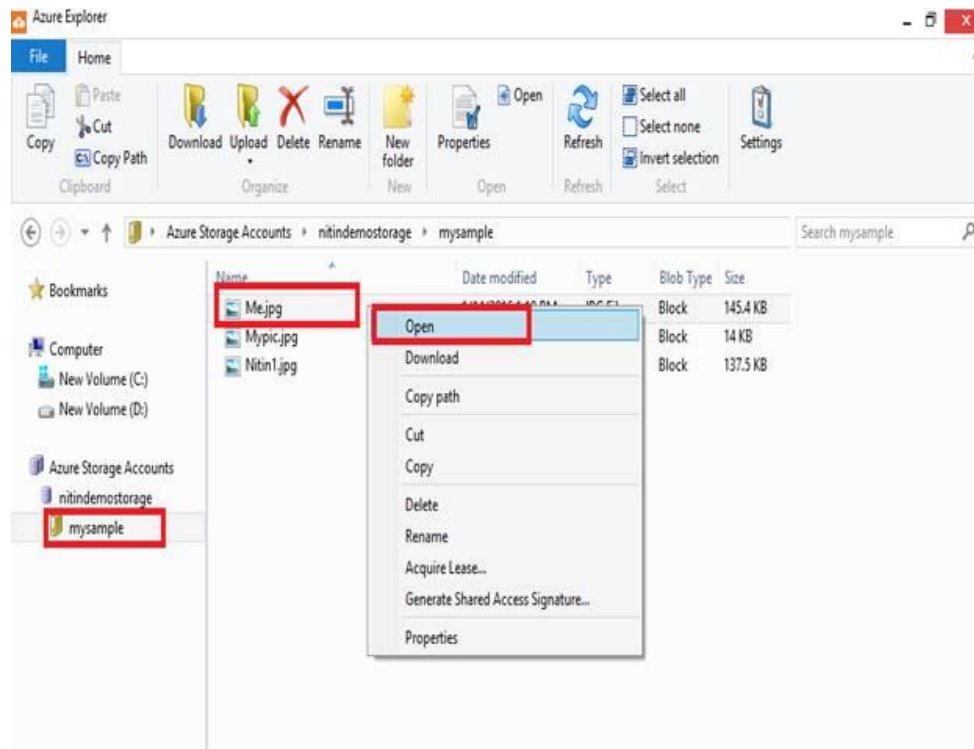 Azure Explorer
File Home
Paste
Cut
Copy
Copy Path
Clipboard
Download Upload Delete Rename
Organize
New folder
New
Properties
Open
Open
Refresh
Refresh
Select all
Select none
Invert selection
Select
Settings
Azure Storage Accounts nitindemostorage mysample
Search mysample
Bookmarks
Computer
New Volume (C:)
New Volume (D:)
Azure Storage Accounts
nitindemostorage
mysample
Name Date modified Type Blob Type Size
Me.jpg Block 145.4 KB
Mypic.jpg Block 14 KB
Nitin1.jpg Block 137.5 KB
Open
Download
Copy path
Cut
Copy
Delete
Rename
Acquire Lease...
Generate Shared Access Signature...
Properties